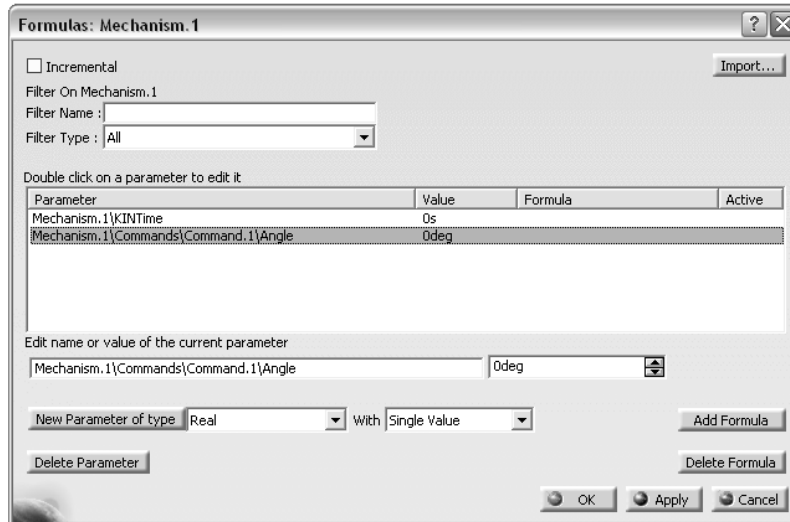 Formulas: Mechanism.1
?
Incremental
Import...
Filter On Mechanism.1
Filter Name :
Filter Type : All
Double click on a parameter to edit it
Parameter Value Formula Active
Mechanism.1\KINTime 0s
Mechanism.1\Commands\Command.1\Angle 0deg
Edit name or value of the current parameter
Mechanism.1\Commands\Command.1\Angle 0deg
New Parameter of type Real With Single Value Add Formula
Delete Parameter Delete Formula
OK Apply Cancel